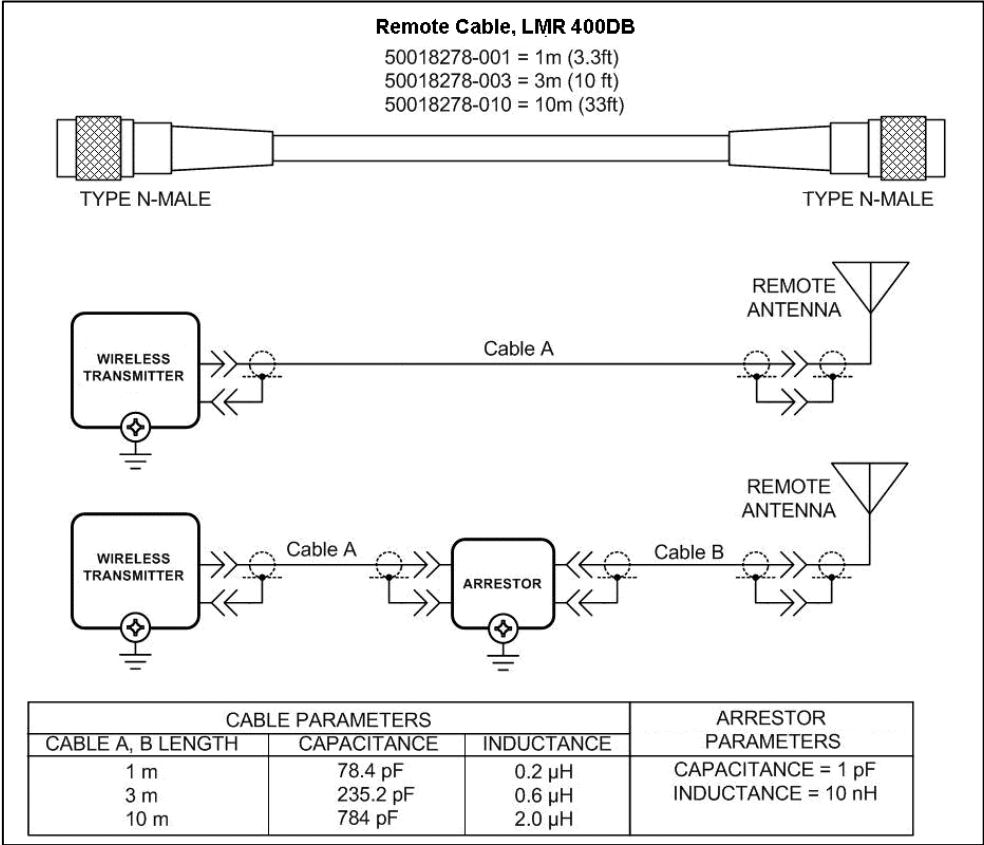 Remote Cable, LMR 400DB
50018278-001 = 1m (3.3ft)
50018278-003 = 3m (10 ft)
50018278-010 = 10m (33ft)
TYPE N-MALE
TYPE N-MALE
REMOTE
ANTENNA
WIRELESS
TRANSMITTER
Cable A
REMOTE
ANTENNA
WIRELESS
TRANSMITTER
Cable A
ARRESTOR
Cable B
CABLE PARAMETERS
ARRESTOR
PARAMETERS
CABLE A, B LENGTH CAPACITANCE INDUCTANCE
1 m 78.4 pF 0.2 µH CAPACITANCE = 1 pF
3 m 235.2 pF 0.6 µH INDUCTANCE = 10 nH
10 m 784 pF 2.0 µH